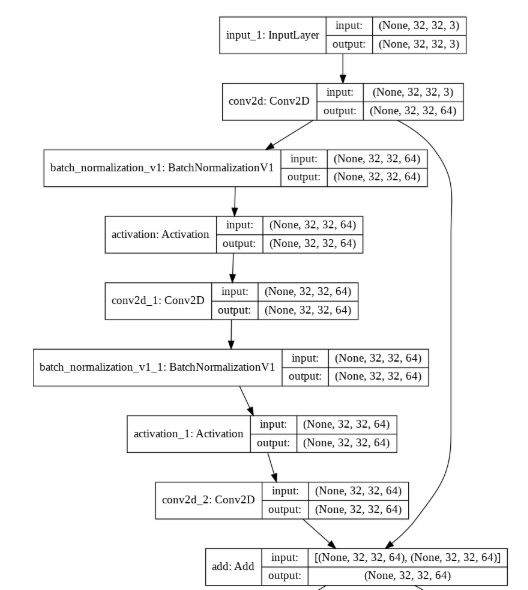 input_1: InputLayer
input: (None, 32, 32, 3)
output: (None, 32, 32, 3)
conv2d: Conv2D
input: (None, 32, 32, 3)
output: (None, 32, 32, 64)
batch_normalization_v1: BatchNormalizationV1
input: (None, 32, 32, 64)
output: (None, 32, 32, 64)
activation: Activation
input: (None, 32, 32, 64)
output: (None, 32, 32, 64)
conv2d_1: Conv2D
input: (None, 32, 32, 64)
output: (None, 32, 32, 64)
batch_normalization_v1_1: BatchNormalizationV1
input: (None, 32, 32, 64)
output: (None, 32, 32, 64)
activation_1: Activation
input: (None, 32, 32, 64)
output: (None, 32, 32, 64)
conv2d_2: Conv2D
input: (None, 32, 32, 64)
output: (None, 32, 32, 64)
add: Add
input: [(None, 32, 32, 64), (None, 32, 32, 64)]
output: (None, 32, 32, 64)